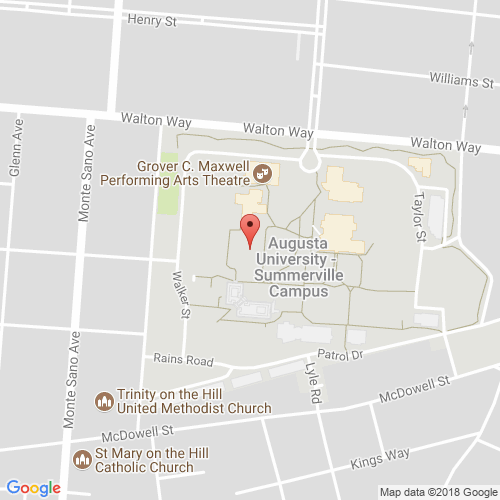 Henry St
Williams St
Walton Way
Walton Way
Walton Way
Glenn Ave
Monte Sano Ave
Grover C. Maxwell
Performing Arts Theatre
Taylor St
Augusta
University -
Summerville
Campus
Walker St
Monte Sano Ave
Rains Road
Patrol Dr
Lyle Rd
McDowell St
Trinity on the Hill
United Methodist Church
McDowell St
St Mary on the Hill
Catholic Church
Kings Way
Google
Map data ©2018 Google